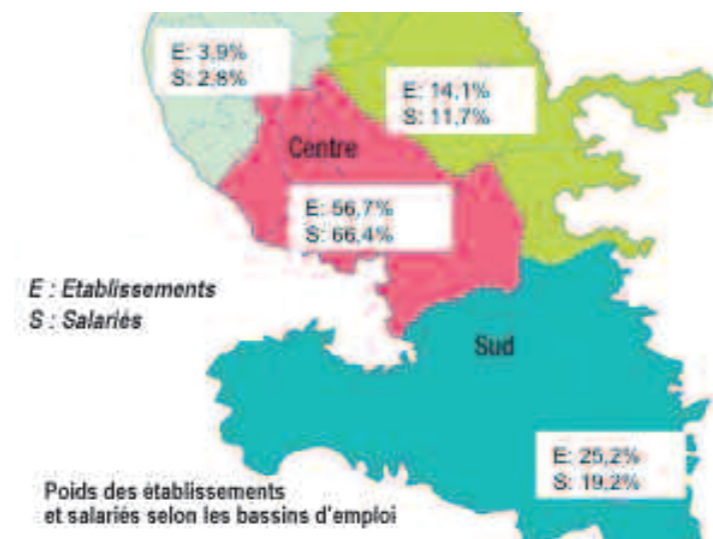 E: 3,9%
S: 2,8%
E: 14,1%
S: 11,7%
Centre
E: 56,7%
S: 66,4%
E : Etablissements
S : Salariés
Sud
E: 25,2%
S: 19,2%
Poids des établissements
et salariés selon les bassins d'emploi